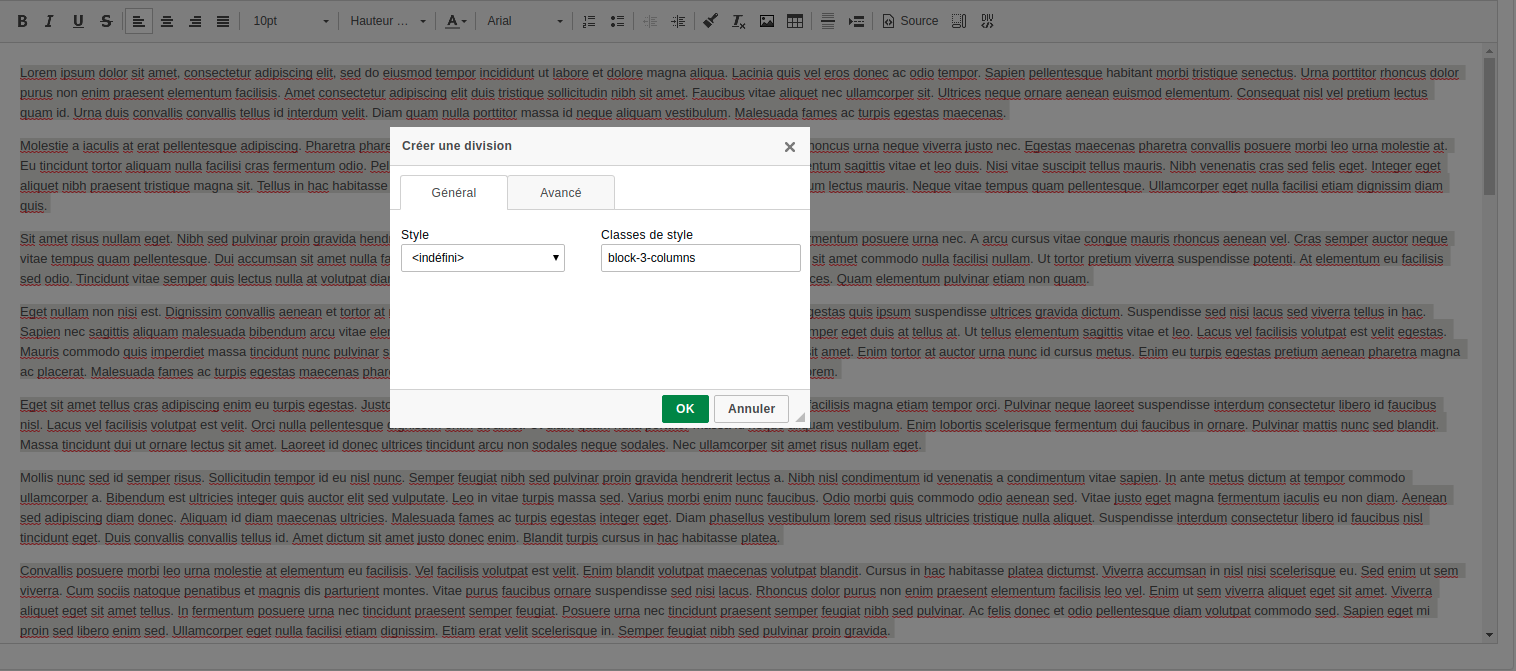 B I U S 10pt Hauteur ... A Arial Source DIV
Lorem ipsum dolor sit amet, consectetur adipiscing elit, sed do eiusmod tempor incididunt ut labore et dolore magna aliqua. Lacinia quis vel eros donec ac odio tempor. Sapien pellentesque habitant morbi tristique senectus. Urna porttitor rhoncus dolor
purus non enim praesent elementum facilisis. Amet consectetur adipiscing elit duis tristique sollicitudin nibh sit amet. Faucibus vitae aliquet nec ullamcorper sit. Ultrices neque ornare aenean euismod elementum. Consequat nisl vel pretium lectus
quam id. Urna duis convallis convallis tellus id interdum velit. Diam quam nulla porttitor massa id neque aliquam vestibulum. Malesuada fames ac turpis egestas maecenas.
Molestie a iaculis at erat pellentesque adipiscing. Pharetra phare
rhoncus urna neque viverra justo nec. Egestas maecenas pharetra convallis posuere morbi leo urna molestie at.
Eu tincidunt tortor aliquam nulla facilisi cras fermentum odio. Pel
entum sagittis vitae et leo duis. Nisi vitae suscipit tellus mauris. Nibh venenatis cras sed felis eget. Integer eget
aliquet nibh praesent tristique magna sit. Tellus in hac habitasse
lectus mauris. Neque vitae tempus quam pellentesque. Ullamcorper eget nulla facilisi etiam dignissim diam
quis.
Créer une division
Général Avancé
Style Classes de style
<indéfini> block-3-columns
OK Annuler
Sit amet risus nullam eget. Nibh sed pulvinar proin gravida hendr
mentum posuere urna nec. A arcu cursus vitae congue mauris rhoncus aenean vel. Cras semper auctor neque
vitae tempus quam pellentesque. Dui accumsan sit amet nulla fa
sit amet commodo nulla facilisi nullam. Ut tortor pretium viverra suspendisse potenti. At elementum eu facilisis
sed odio. Tincidunt vitae semper quis lectus nulla at volutpat diam
ces. Quam elementum pulvinar etiam non quam.
Eget nullam non nisi est. Dignissim convallis aenean et tortor at
egestas quis ipsum suspendisse ultrices gravida dictum. Suspendisse sed nisi lacus sed viverra tellus in hac.
Sapien nec sagittis aliquam malesuada bibendum arcu vitae ele
mper eget duis at tellus at. Ut tellus elementum sagittis vitae et leo. Lacus vel facilisis volutpat est velit egestas.
Mauris commodo quis imperdiet massa tincidunt nunc pulvinar s
sit amet. Enim tortor at auctor urna nunc id cursus metus. Enim eu turpis egestas pretium aenean pharetra magna
ac placerat. Malesuada fames ac turpis egestas maecenas phar
orem.
Eget sit amet tellus cras adipiscing enim eu turpis egestas. Justo
facilisis magna etiam tempor orci. Pulvinar neque laoreet suspendisse interdum consectetur libero id faucibus
nisl. Lacus vel facilisis volutpat est velit. Orci nulla pellentesque
vestibulum. Enim lobortis scelerisque fermentum dui faucibus in ornare. Pulvinar mattis nunc sed blandit.
Massa tincidunt dui ut ornare lectus sit amet. Laoreet id donec ultrices tincidunt arcu non sodales neque sodales. Nec ullamcorper sit amet risus nullam eget.
Mollis nunc sed id semper risus. Sollicitudin tempor id eu nisl nunc. Semper feugiat nibh sed pulvinar proin gravida hendrerit lectus a. Nibh nisl condimentum id venenatis a condimentum vitae sapien. In ante metus dictum at tempor commodo
ullamcorper a. Bibendum est ultricies integer quis auctor elit sed vulputate. Leo in vitae turpis massa sed. Varius morbi enim nunc faucibus. Odio morbi quis commodo odio aenean sed. Vitae justo eget magna fermentum iaculis eu non diam. Aenean
sed adipiscing diam donec. Aliquam id diam maecenas ultricies. Malesuada fames ac turpis egestas integer eget. Diam phasellus vestibulum lorem sed risus ultricies tristique nulla aliquet. Suspendisse interdum consectetur libero id faucibus nisl
tincidunt eget. Duis convallis convallis tellus id. Amet dictum sit amet justo donec enim. Blandit turpis cursus in hac habitasse platea.
Convallis posuere morbi leo urna molestie at elementum eu facilisis. Vel facilisis volutpat est velit. Enim blandit volutpat maecenas volutpat blandit. Cursus in hac habitasse platea dictumst. Viverra accumsan in nisl nisi scelerisque eu. Sed enim ut sem
viverra. Cum sociis natoque penatibus et magnis dis parturient montes. Vitae purus faucibus ornare suspendisse sed nisi lacus. Rhoncus dolor purus non enim praesent elementum facilisis leo vel. Enim ut sem viverra aliquet eget sit amet. Viverra
aliquet eget sit amet tellus. In fermentum posuere urna nec tincidunt praesent semper feugiat. Posuere urna nec tincidunt praesent semper feugiat nibh sed pulvinar. Ac felis donec et odio pellentesque diam volutpat commodo sed. Sapien eget mi
proin sed libero enim sed. Ullamcorper eget nulla facilisi etiam dignissim. Etiam erat velit scelerisque in. Semper feugiat nibh sed pulvinar proin gravida.